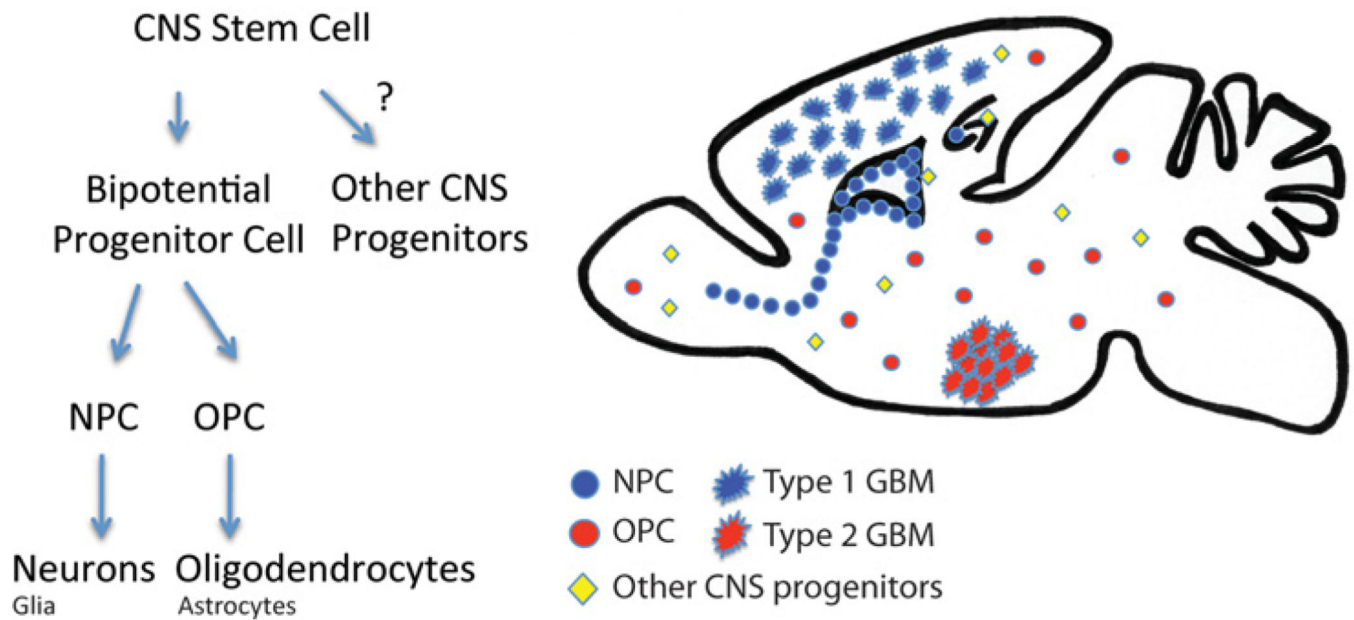 CNS Stem Cell
?
Bipotential
Progenitor Cell
Other CNS
Progenitors
NPC
OPC
Neurons
Glia
Oligodendrocytes
Astrocytes
NPC
Type 1 GBM
OPC
Type 2 GBM
Other CNS progenitors